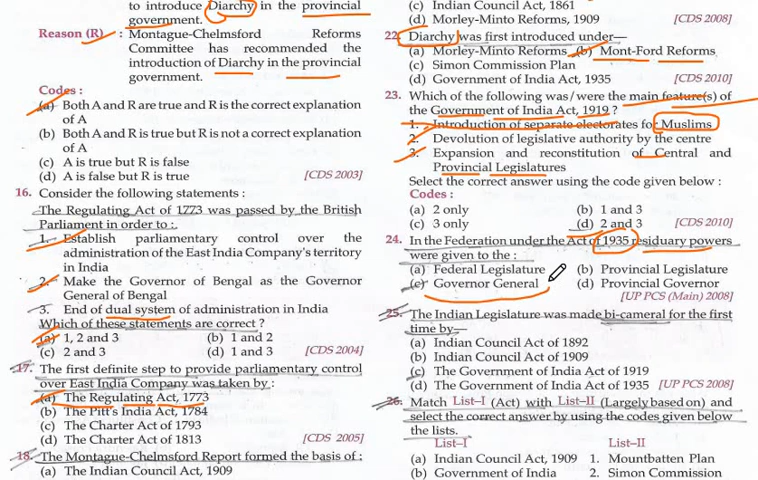 to introduce Diarchy in the provincial
government.
Reason (R) : Montague-Chelmsford Reforms
Committee has recommended the
introduction of Diarchy in the provincial
government.
Codes :
(a) Both A and R are true and R is the correct explanation
of A
(b) Both A and R is true but R is not a correct explanation
of A
(c) A is true but R is false
(d) A is false but R is true [CDS 2003]
16. Consider the following statements :
The Regulating Act of 1773 was passed by the British
Parliament in order to :
1. Establish parliamentary control over the
administration of the East India Company's territory
in India
2. Make the Governor of Bengal as the Governor
General of Bengal
3. End of dual system of administration in India
Which of these statements are correct ?
(a) 1, 2 and 3 (b) 1 and 2
(c) 2 and 3 (d) 1 and 3 [CDS 2004]
17. The first definite step to provide parliamentary control
over East India Company was taken by :
(a) The Regulating Act, 1773
(b) The Pitt's India Act, 1784
(c) The Charter Act of 1793
(d) The Charter Act of 1813 [CDS 2005]
18. The Montague-Chelmsford Report formed the basis of :
(a) The Indian Council Act, 1909
(c) Indian Council Act, 1861
(d) Morley-Minto Reforms, 1909 [CDS 2008]
22. Diarchy was first introduced under—
(a) Morley-Minto Reforms (b) Mont-Ford Reforms
(c) Simon Commission Plan
(d) Government of India Act, 1935 [CDS 2010]
23. Which of the following was/were the main feature(s) of
the Government of India Act, 1919 ?
1. Introduction of separate electorates for Muslims
2. Devolution of legislative authority by the centre
3. Expansion and reconstitution of Central and
Provincial Legislatures
Select the correct answer using the code given below :
Codes :
(a) 2 only (b) 1 and 3
(c) 3 only (d) 2 and 3 [CDS 2010]
24. In the Federation under the Act of 1935 residuary powers
were given to the :
(a) Federal Legislature (b) Provincial Legislature
(c) Governor General (d) Provincial Governor
[UP PCS (Main) 2008]
25. The Indian Legislature was made bi-cameral for the first
time by—
(a) Indian Council Act of 1892
(b) Indian Council Act of 1909
(c) The Government of India Act of 1919
(d) The Government of India Act of 1935 [UP PCS 2008]
26. Match List-I (Act) with List-II (Largely based on) and
select the correct answer by using the codes given below
the lists.
List-I List-II
(a) Indian Council Act, 1909 1. Mountbatten Plan
(b) Government of India 2. Simon Commission